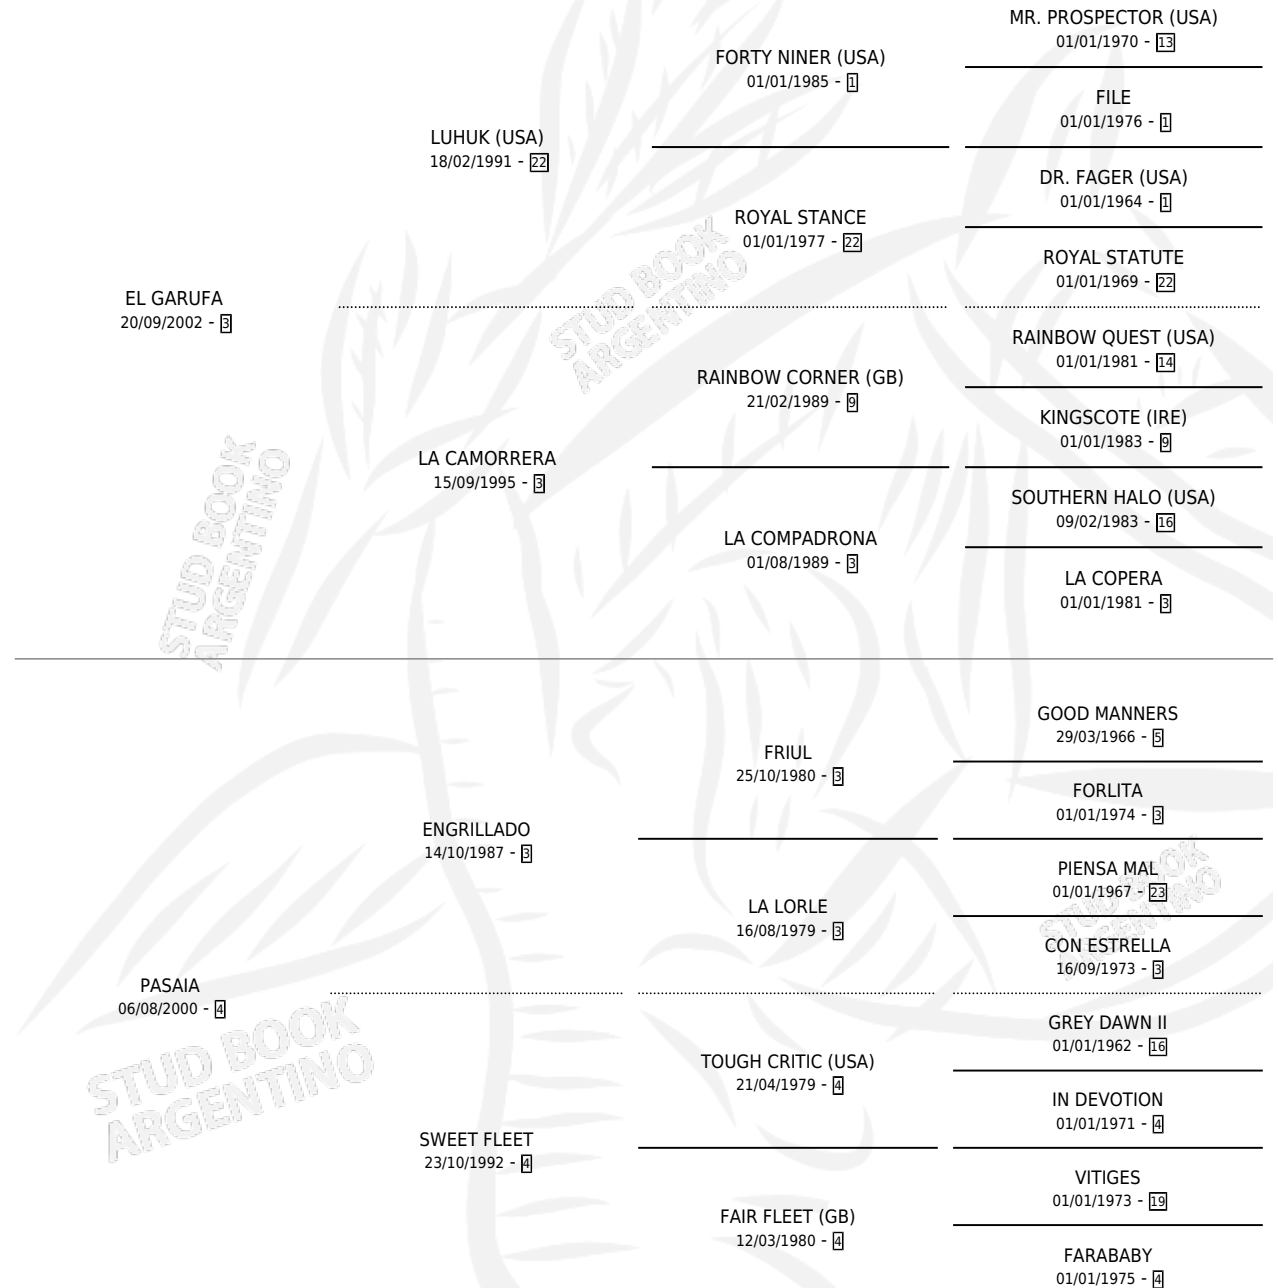 MR. PROSPECTOR (USA)
01/01/1970 - 13
FORTY NINER (USA)
01/01/1985 - 1
FILE
01/01/1976 - 1
LUHUK (USA)
18/02/1991 - 22
DR. FAGER (USA)
01/01/1964 - 1
ROYAL STANCE
01/01/1977 - 22
ROYAL STATUTE
01/01/1969 - 22
EL GARUFA
20/09/2002 - 3
STUD BOOK
ARGENTINO
RAINBOW QUEST (USA)
01/01/1981 - 14
RAINBOW CORNER (GB)
21/02/1989 - 9
KINGSCOTE (IRE)
01/01/1983 - 9
LA CAMORRERA
15/09/1995 - 3
SOUTHERN HALO (USA)
09/02/1983 - 16
LA COMPADRONA
01/08/1989 - 3
LA COPERA
01/01/1981 - 3
STUD BOOK
ARGENTINO
GOOD MANNERS
29/03/1966 - 5
FRIUL
25/10/1980 - 3
FORLITA
01/01/1974 - 3
ENGRILLADO
14/10/1987 - 3
PIENSA MAL
01/01/1967 - 23
LA LORLE
16/08/1979 - 3
CON ESTRELLA
16/09/1973 - 3
STUD BOOK
ARGENTINO
PASAIA
06/08/2000 - 4
STUD BOOK
ARGENTINO
GREY DAWN II
01/01/1962 - 16
TOUGH CRITIC (USA)
21/04/1979 - 4
IN DEVOTION
01/01/1971 - 4
SWEET FLEET
23/10/1992 - 4
VITIGES
01/01/1973 - 19
FAIR FLEET (GB)
12/03/1980 - 4
FARABABY
01/01/1975 - 4